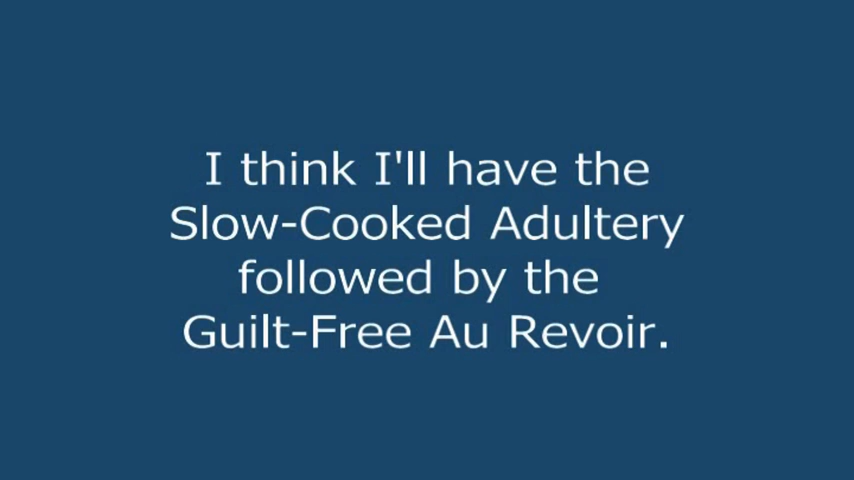 I think I'll have the
Slow-Cooked Adultery
followed by the
Guilt-Free Au Revoir.